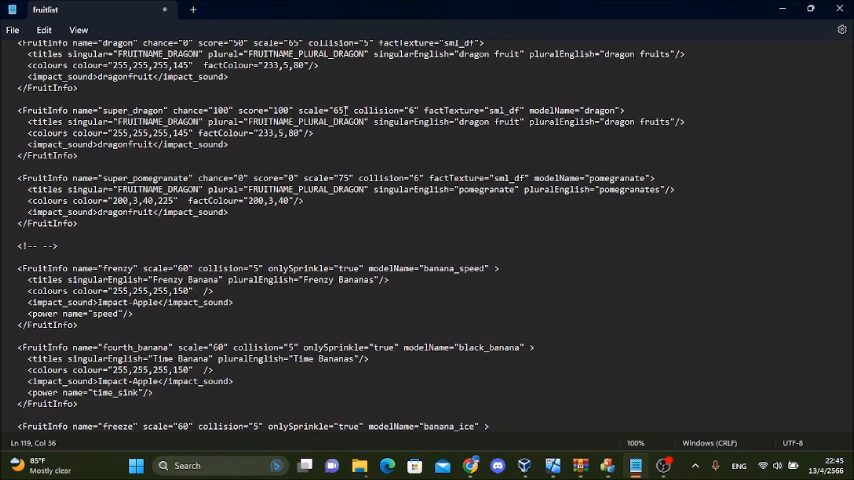 fruitlist
File Edit View
<FruitInfo name="dragon" chance="0" score="50" scale="65" collision="5" factTexture="sml_df">
<titles singular="FRUITNAME_DRAGON" plural="FRUITNAME_PLURAL_DRAGON" singularEnglish="dragon fruit" pluralEnglish="dragon fruits"/>
<colours colour="255,255,255,145" factColour="233,5,80"/>
<impact_sound>dragonfruit</impact_sound>
</FruitInfo>
<FruitInfo name="super_dragon" chance="100" score="100" scale="65" collision="6" factTexture="sml_df" modelName="dragon">
<titles singular="FRUITNAME_DRAGON" plural="FRUITNAME_PLURAL_DRAGON" singularEnglish="dragon fruit" pluralEnglish="dragon fruits"/>
<colours colour="255,255,255,145" factColour="233,5,80"/>
<impact_sound>dragonfruit</impact_sound>
</FruitInfo>
<FruitInfo name="super_pomegranate" chance="0" score="0" scale="75" collision="6" factTexture="sml_df" modelName="pomegranate">
<titles singular="FRUITNAME_DRAGON" plural="FRUITNAME_PLURAL_DRAGON" singularEnglish="pomegranate" pluralEnglish="pomegranates"/>
<colours colour="200,3,40,225" factColour="200,3,40"/>
<impact_sound>dragonfruit</impact_sound>
</FruitInfo>
<!-- -->
<FruitInfo name="frenzy" scale="60" collision="5" onlySprinkle="true" modelName="banana_speed" >
<titles singularEnglish="Frenzy Banana" pluralEnglish="Frenzy Bananas"/>
<colours colour="255,255,255,150" />
<impact_sound>Impact-Apple</impact_sound>
<power name="speed"/>
</FruitInfo>
<FruitInfo name="fourth_banana" scale="60" collision="5" onlySprinkle="true" modelName="black_banana" >
<titles singularEnglish="Time Banana" pluralEnglish="Time Bananas"/>
<colours colour="255,255,255,150" />
<impact_sound>Impact-Apple</impact_sound>
<power name="time_sink"/>
</FruitInfo>
<FruitInfo name="freeze" scale="60" collision="5" onlySprinkle="true" modelName="banana_ice" >
Ln 119, Col 56 100% Windows (CRLF) UTF-8
85°F
Mostly clear
Search
ENG
22:45
13/4/2566